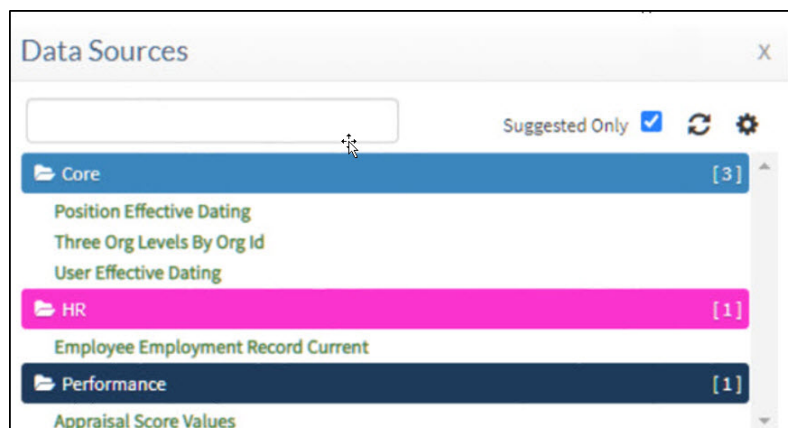 Data Sources X
Suggested Only
Core [3]
Position Effective Dating
Three Org Levels By Org Id
User Effective Dating
HR [1]
Employee Employment Record Current
Performance [1]
Appraisal Score Values